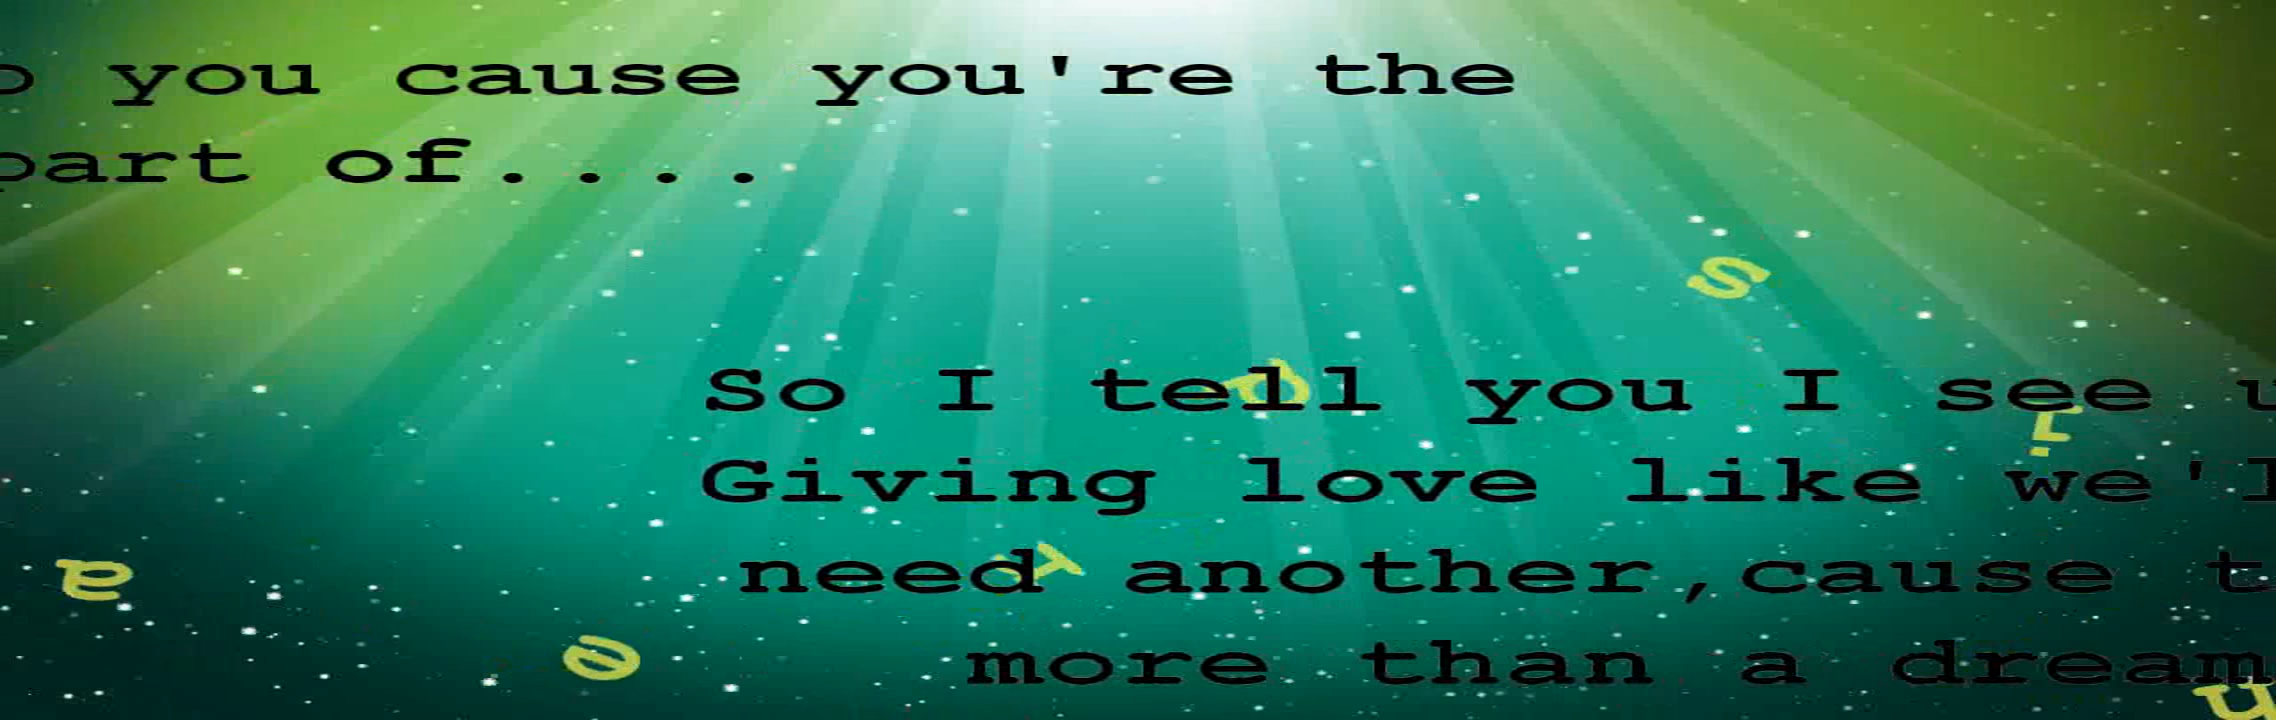 you cause you're the
part of....
So I tell you I see
Giving love like
need another,cause
more than a dream